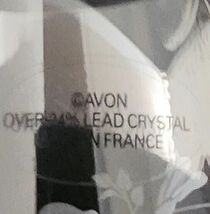 ©AVON
OVER 24% LEAD CRYSTAL
IN FRANCE